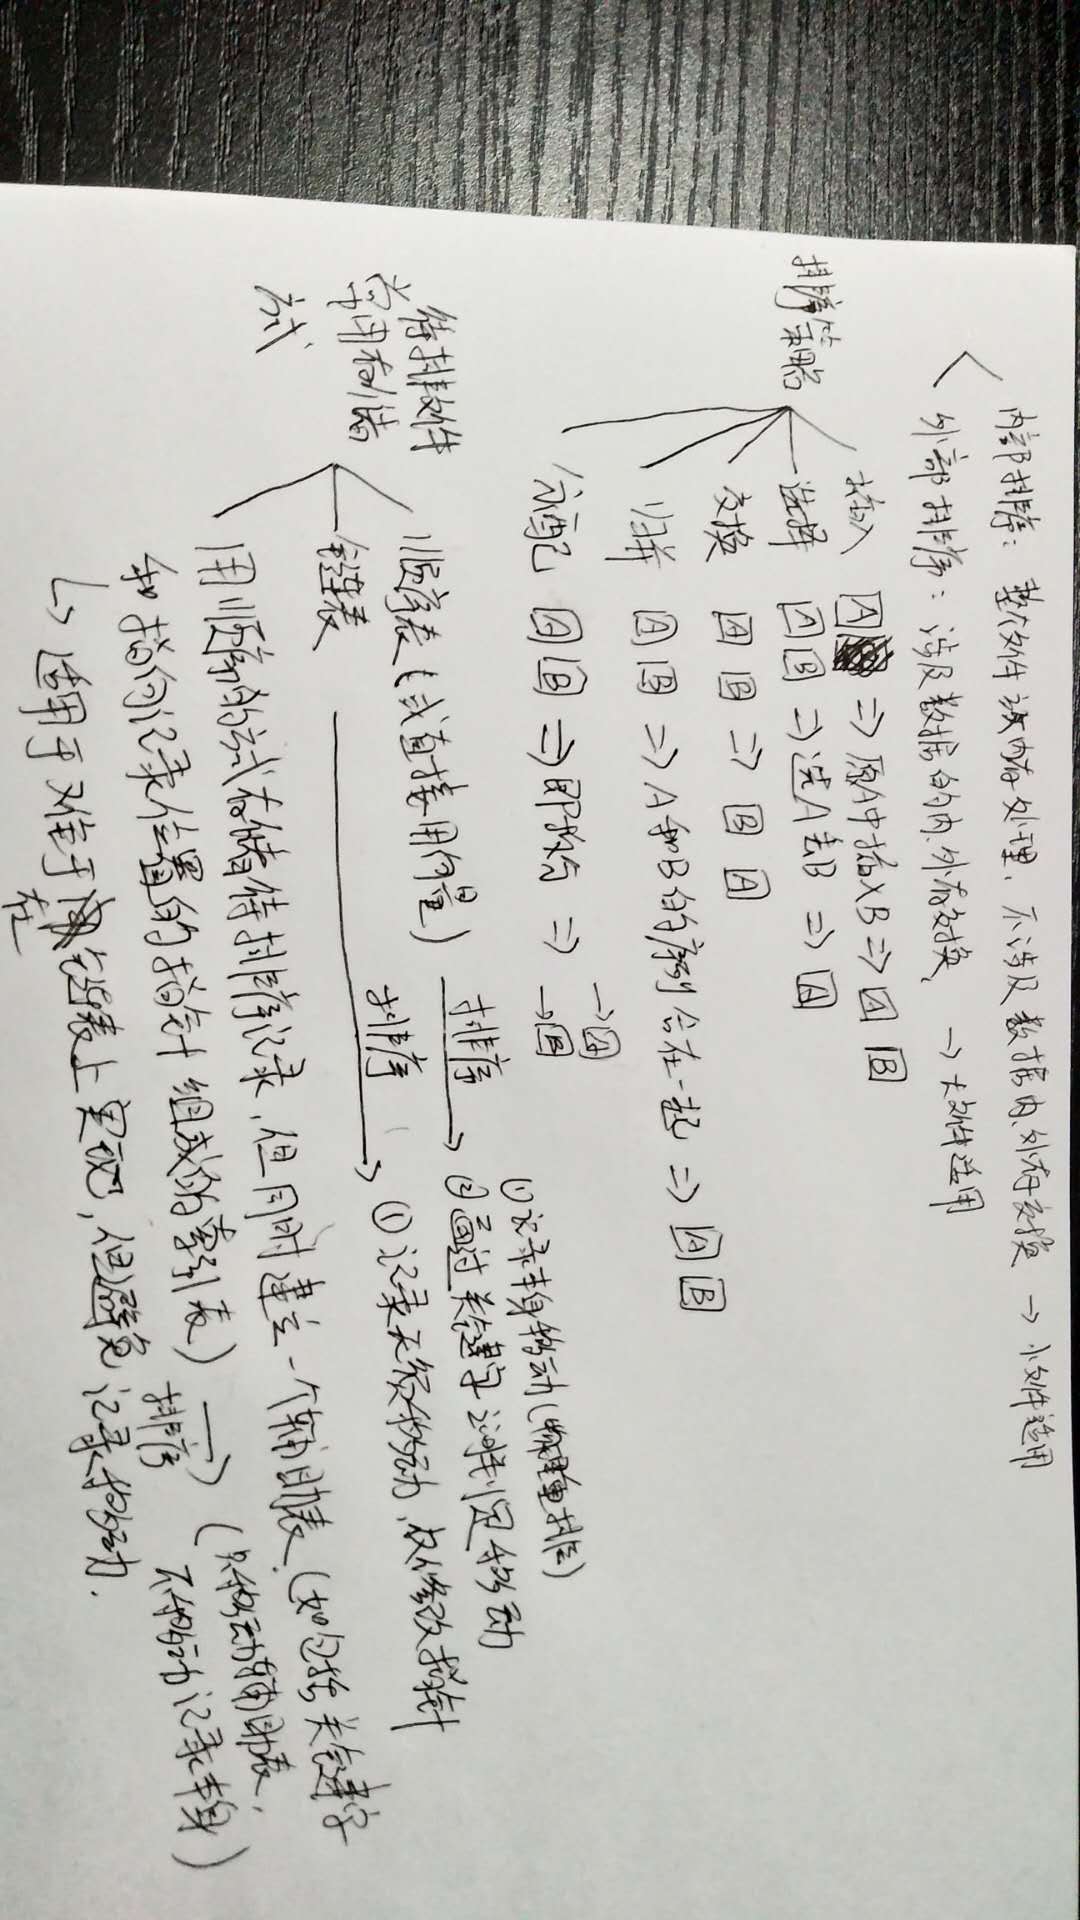 内部排序：整个文件放内存处理，不涉及数据内、外存交换 → 小文件适用
外部排序：涉及数据的内、外存交换， → 大文件适用
排序策略
插入 A ⇒ 原A中插入B ⇒ A B
选择 A B ⇒ 选A丢B ⇒ A
交换 A B ⇒ B A
归并 A B ⇒ A和B的序列合在一起 ⇒ A B
分配 A B ⇒ 即拆分 ⇒ → A
→ B
待排文件
常用存储
方式
顺序表（或直接用向量） 排序 ①记录本身移动（物理重排）
②通过关键字判定移动
链表 排序 ①记录无须移动，仅修改指针
用顺序的方式存储待排序记录，但同时建立一个辅助表（如包括关键字
和指向记录位置的指针组成的索引表） → 排序 （只移动辅助表，
不移动记录本身）
↳ 适用于难于在链表上实现，但避免记录移动.